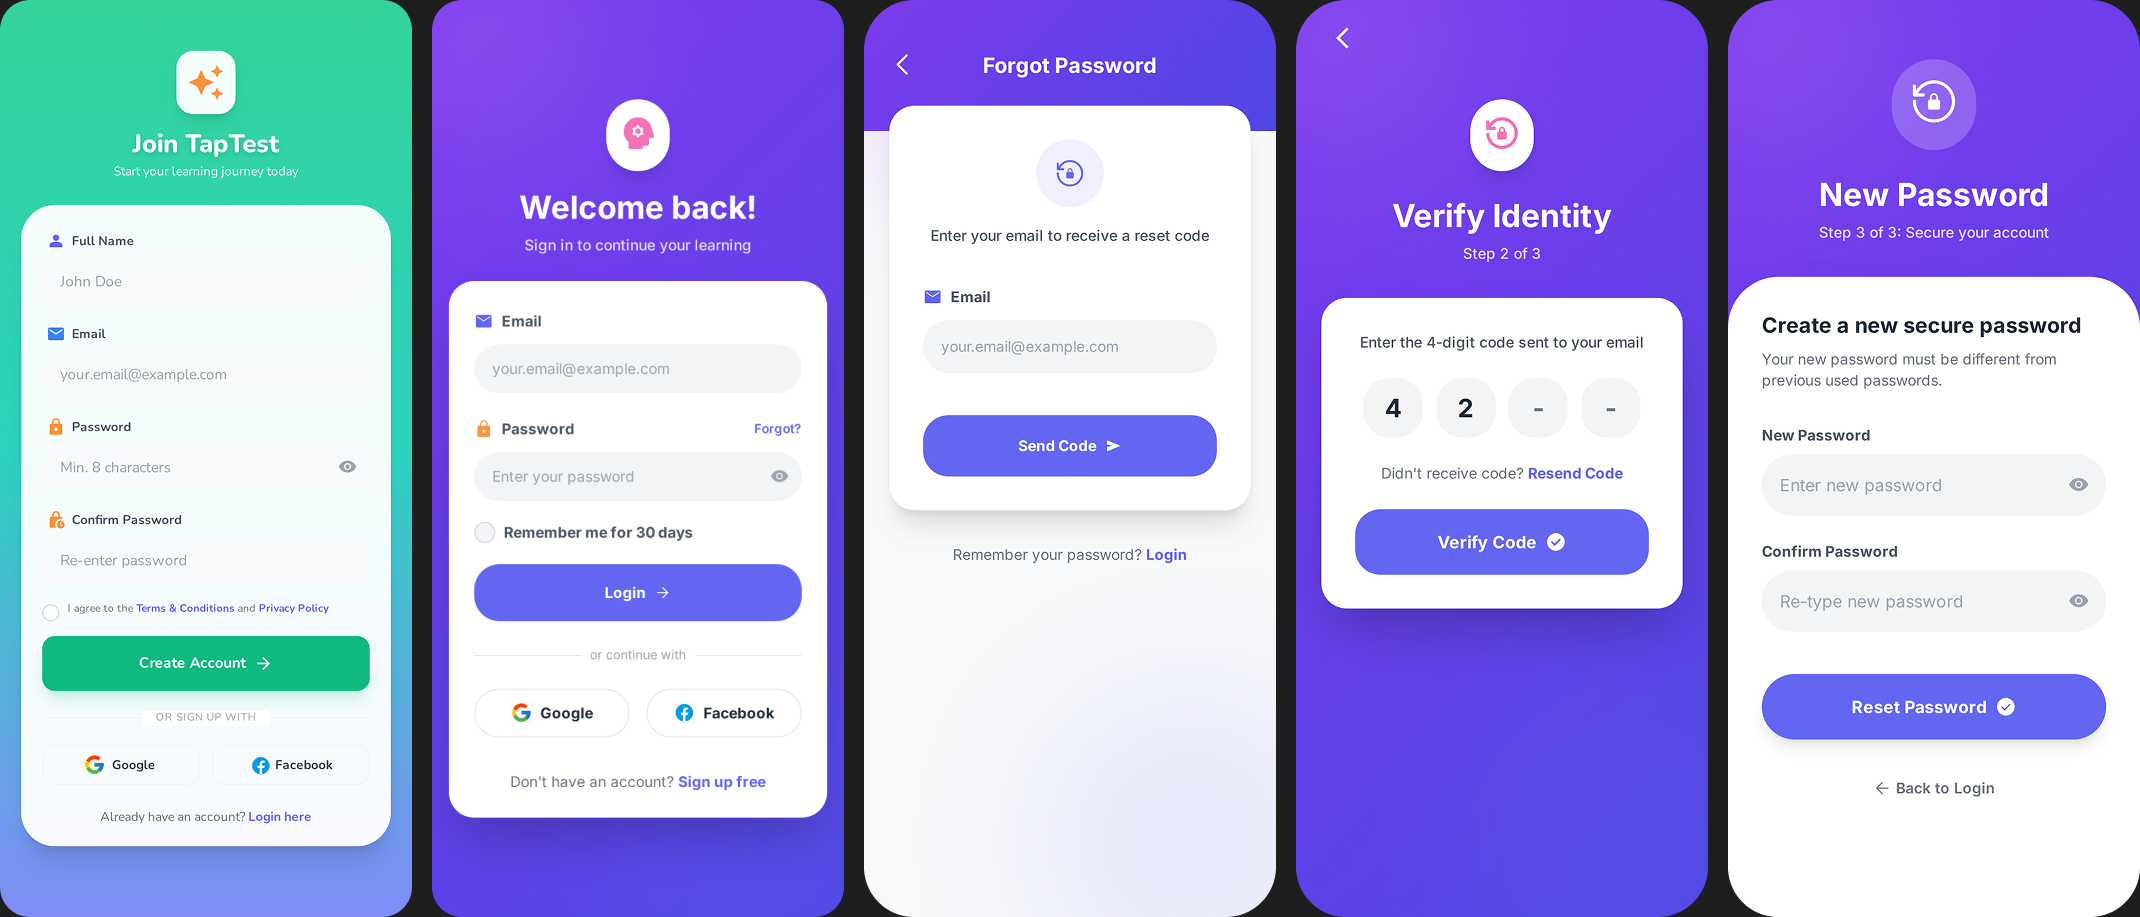 Join TapTest
Start your learning journey today
Full Name
John Doe
Email
your.email@example.com
Password
Min. 8 characters
Confirm Password
Re-enter password
I agree to the Terms & Conditions and Privacy Policy
Create Account
OR SIGN UP WITH
Google
Facebook
Already have an account? Login here
Welcome back!
Sign in to continue your learning
Email
your.email@example.com
Password
Forgot?
Enter your password
Remember me for 30 days
Login
or continue with
Google
Facebook
Don't have an account? Sign up free
Forgot Password
Enter your email to receive a reset code
Email
your.email@example.com
Send Code
Remember your password? Login
Verify Identity
Step 2 of 3
Enter the 4-digit code sent to your email
4 2 - -
Didn't receive code? Resend Code
Verify Code
New Password
Step 3 of 3: Secure your account
Create a new secure password
Your new password must be different from
previous used passwords.
New Password
Enter new password
Confirm Password
Re-type new password
Reset Password
Back to Login